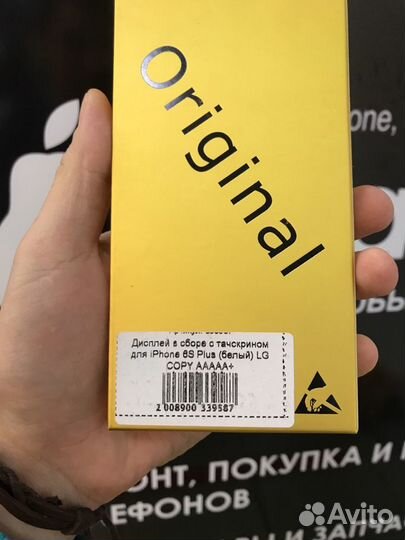 Original
Дисплей в сборе с тачскрином
для iPhone 6S Plus (белый) LG
COPY AAAAA+
2 008900 339587
one,
ОНТ, ПОКУПКА И
ЕФОНОВ
И ЗАПЧАС
Avito